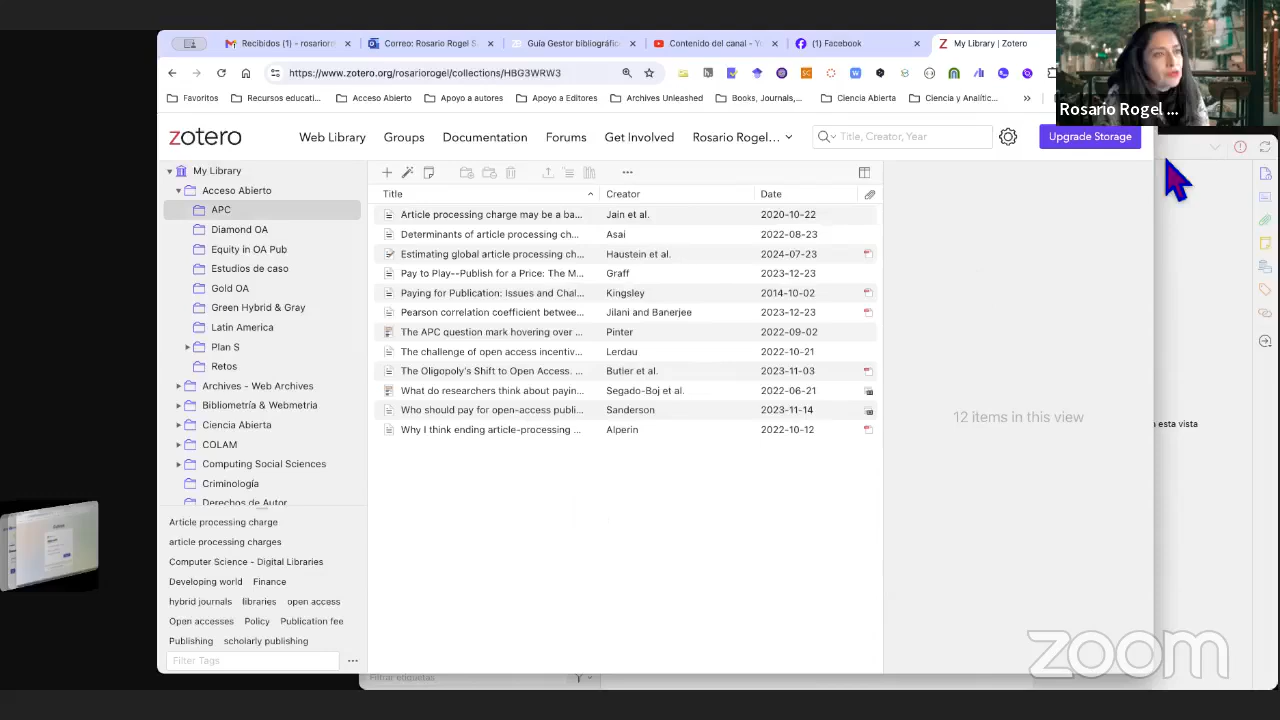 Recibidos (1) - rosarior
Correo: Rosario Rogel S
Guía Gestor bibliográfic
Contenido del canal - Y
(1) Facebook
My Library | Zotero
https://www.zotero.org/rosariorogel/collections/HBG3WRW3
Favoritos
Recursos educati...
Acceso Abierto
Apoyo a autores
Apoyo a Editores
Archives Unleashed
Books, Journals,...
Ciencia Abierta
Ciencia y Analític...
Rosario Rogel ...
zotero
Web Library
Groups
Documentation
Forums
Get Involved
Rosario Rogel...
Title, Creator, Year
Upgrade Storage
My Library
Acceso Abierto
APC
Diamond OA
Equity in OA Pub
Estudios de caso
Gold OA
Green Hybrid & Gray
Latin America
Plan S
Retos
Archives - Web Archives
Bibliometría & Webmetria
Ciencia Abierta
COLAM
Computing Social Sciences
Criminología
Derechos de Autor
Article processing charge
article processing charges
Computer Science - Digital Libraries
Developing world Finance
hybrid journals libraries open access
Open accesses Policy Publication fee
Publishing scholarly publishing
Filter Tags
Title Creator Date
Article processing charge may be a ba... Jain et al. 2020-10-22
Determinants of article processing ch... Asai 2022-08-23
Estimating global article processing ch... Haustein et al. 2024-07-23
Pay to Play--Publish for a Price: The M... Graff 2023-12-23
Paying for Publication: Issues and Chal... Kingsley 2014-10-02
Pearson correlation coefficient betwee... Jilani and Banerjee 2023-12-23
The APC question mark hovering over ... Pinter 2022-09-02
The challenge of open access incentiv... Lerdau 2022-10-21
The Oligopoly's Shift to Open Access. ... Butler et al. 2023-11-03
What do researchers think about payin... Segado-Boj et al. 2022-06-21
Who should pay for open-access publi... Sanderson 2023-11-14
Why I think ending article-processing ... Alperin 2022-10-12
12 items in this view
esta vista
Filtrar etiquetas
zoom